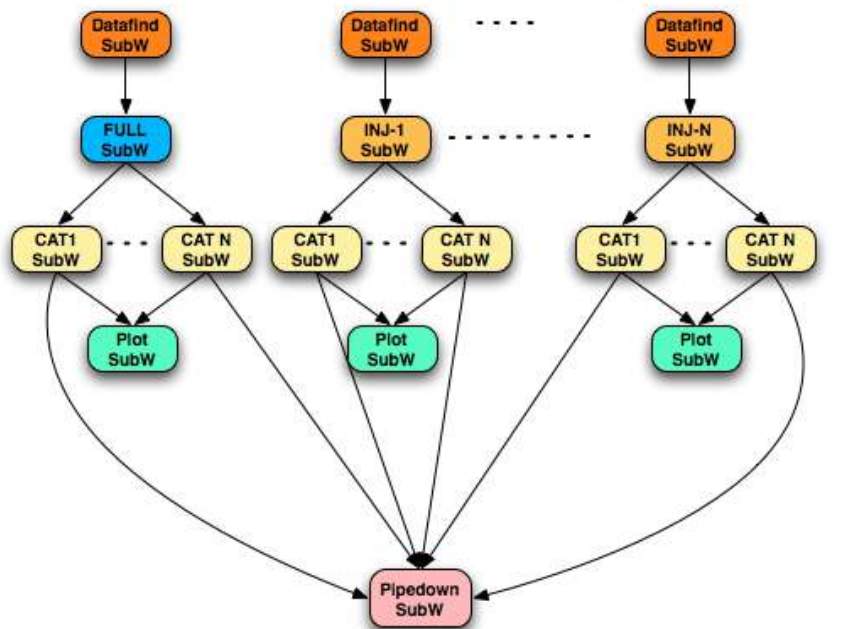 Datafind
SubW
Datafind
SubW
Datafind
SubW
FULL
SubW
INJ-1
SubW
INJ-N
SubW
CAT1
SubW
CAT N
SubW
CAT1
SubW
CAT N
SubW
CAT1
SubW
CAT N
SubW
Plot
SubW
Plot
SubW
Plot
SubW
Pipedown
SubW